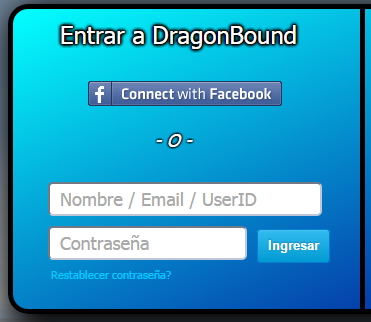 Entrar a DragonBound
f Connect with Facebook
- O -
Nombre / Email / UserID
Contraseña
Ingresar
Restablecer contraseña?